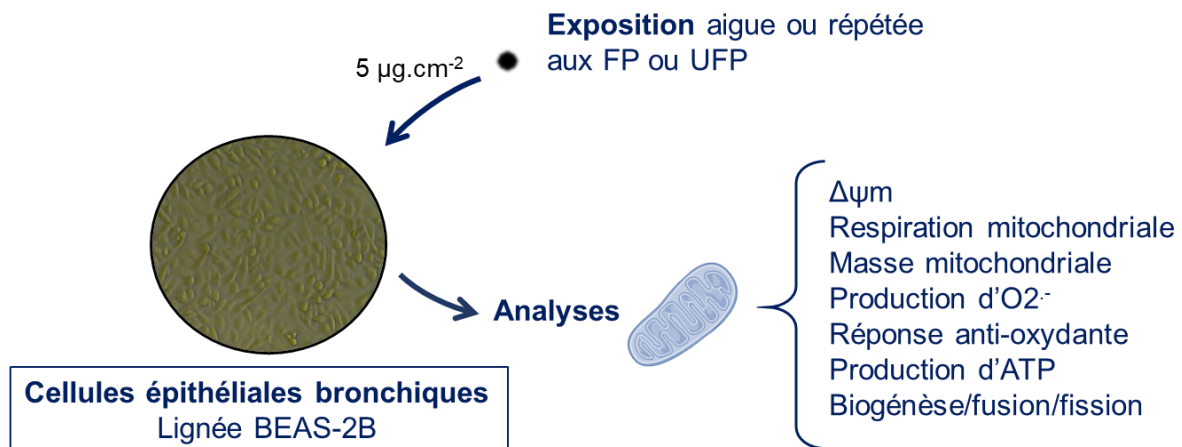 Exposition aigue ou répétée
aux FP ou UFP
5 µg.cm⁻²
Cellules épithéliales bronchiques
Lignée BEAS-2B
Analyses
Δψm
Respiration mitochondriale
Masse mitochondriale
Production d'O2·⁻
Réponse anti-oxydante
Production d'ATP
Biogénèse/fusion/fission